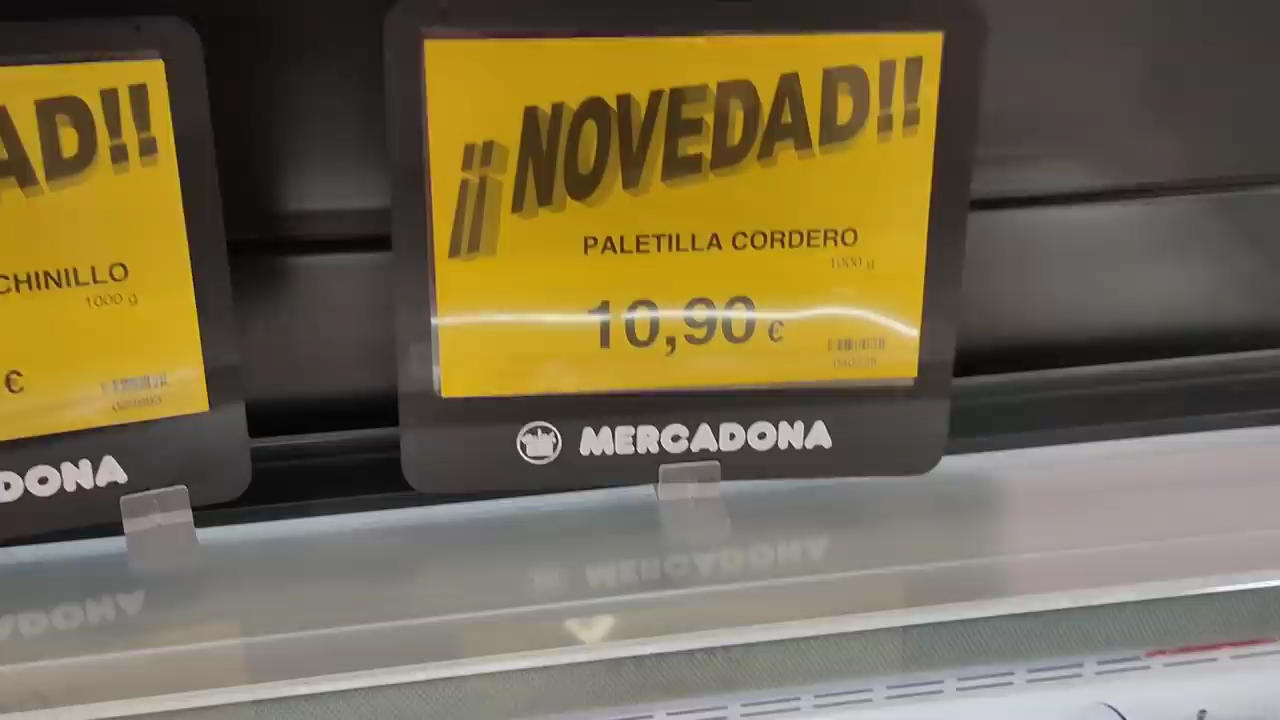 AD!!
CHINILLO
1000 g
€
DONA
¡¡NOVEDAD!!
PALETILLA CORDERO
1000 g
10,90 €
MERCADONA